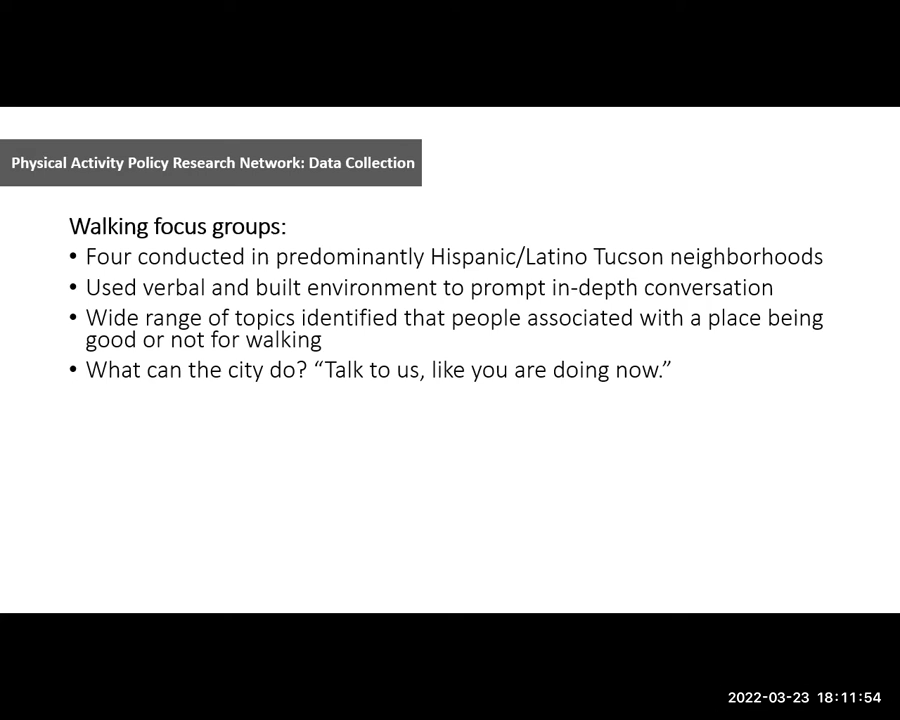 Physical Activity Policy Research Network: Data Collection
Walking focus groups:
• Four conducted in predominantly Hispanic/Latino Tucson neighborhoods
• Used verbal and built environment to prompt in-depth conversation
• Wide range of topics identified that people associated with a place being
good or not for walking
• What can the city do? “Talk to us, like you are doing now.”
2022-03-23 18:11:54